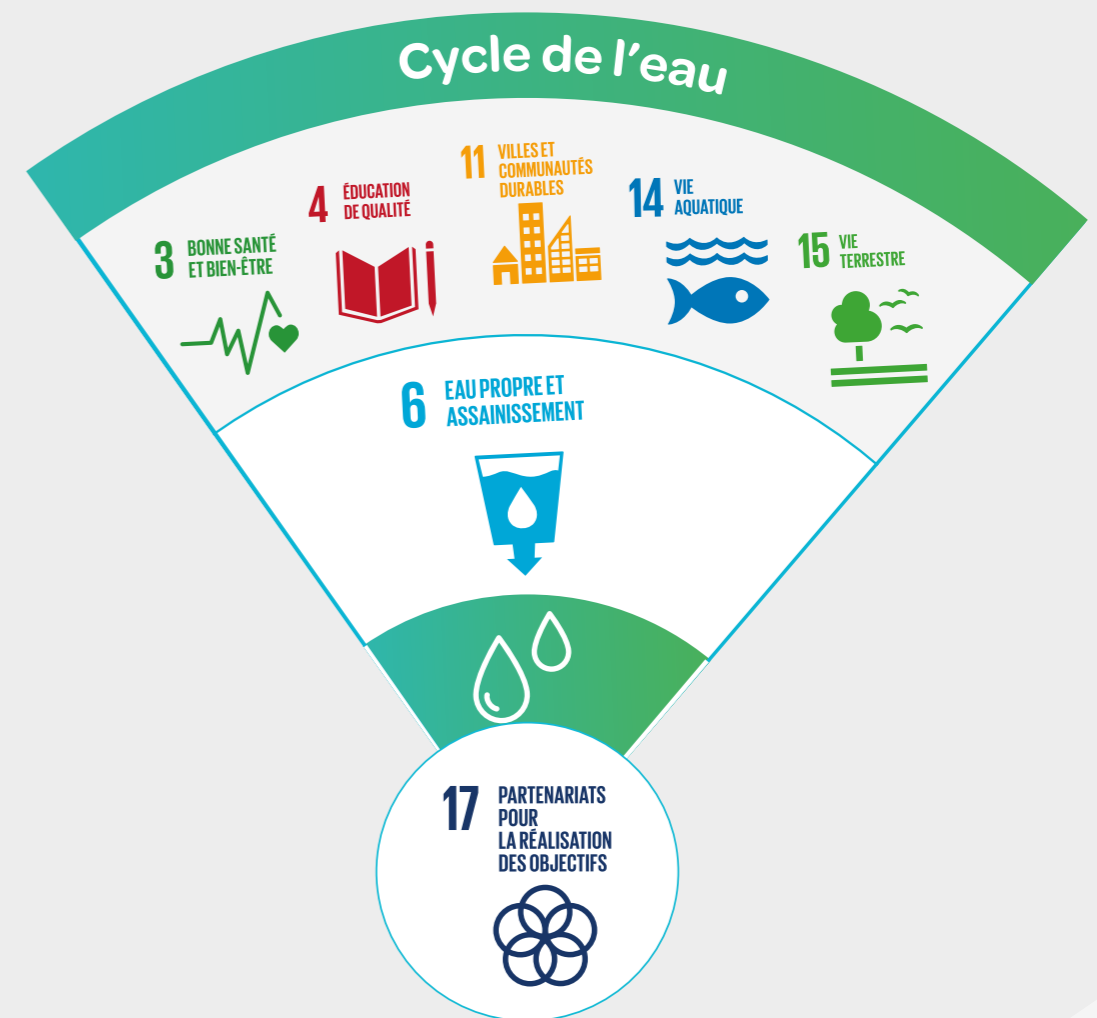 Cycle de l'eau
3 BONNE SANTÉ
ET BIEN-ÊTRE
4 ÉDUCATION
DE QUALITÉ
11 VILLES ET
COMMUNAUTÉS
DURABLES
14 VIE
AQUATIQUE
15 VIE
TERRESTRE
6 EAU PROPRE ET
ASSAINISSEMENT
17 PARTENARIATS
POUR
LA RÉALISATION
DES OBJECTIFS